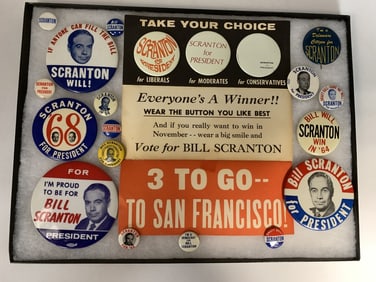 TAKE YOUR CHOICE
SCRANTON
for
PRESIDENT
SCRANTON
for
PRESIDENT
for LIBERALS
for MODERATES
for CONSERVATIVES
Everyone's A Winner!!
WEAR THE BUTTON YOU LIKE BEST
And if you really want to win in
November -- wear a big smile and
Vote for BILL SCRANTON
3 TO GO--
TO SAN FRANCISCO!
IF ANYONE CAN FILL THE BILL
SCRANTON
WILL!
SCRANTON
68
FOR PRESIDENT
FOR
I'M PROUD
TO BE FOR
BILL
SCRANTON
PRESIDENT
Delaware
Citizens for
SCRANTON
BILL WILL
SCRANTON
WIN
IN '64
BILL SCRANTON
for PRESIDENT